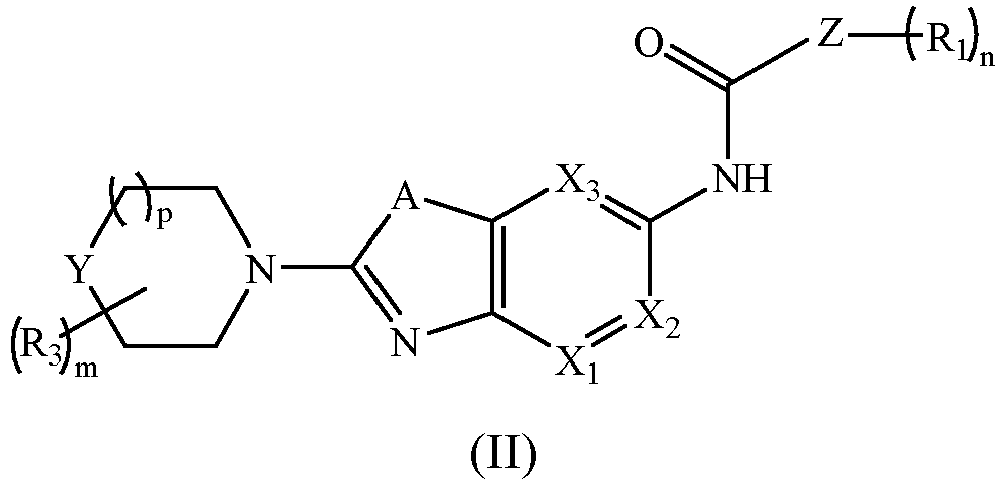 O Z (R1)n
NH
X3
A
( )p
Y N
N X2
(R3)m X1
(II)